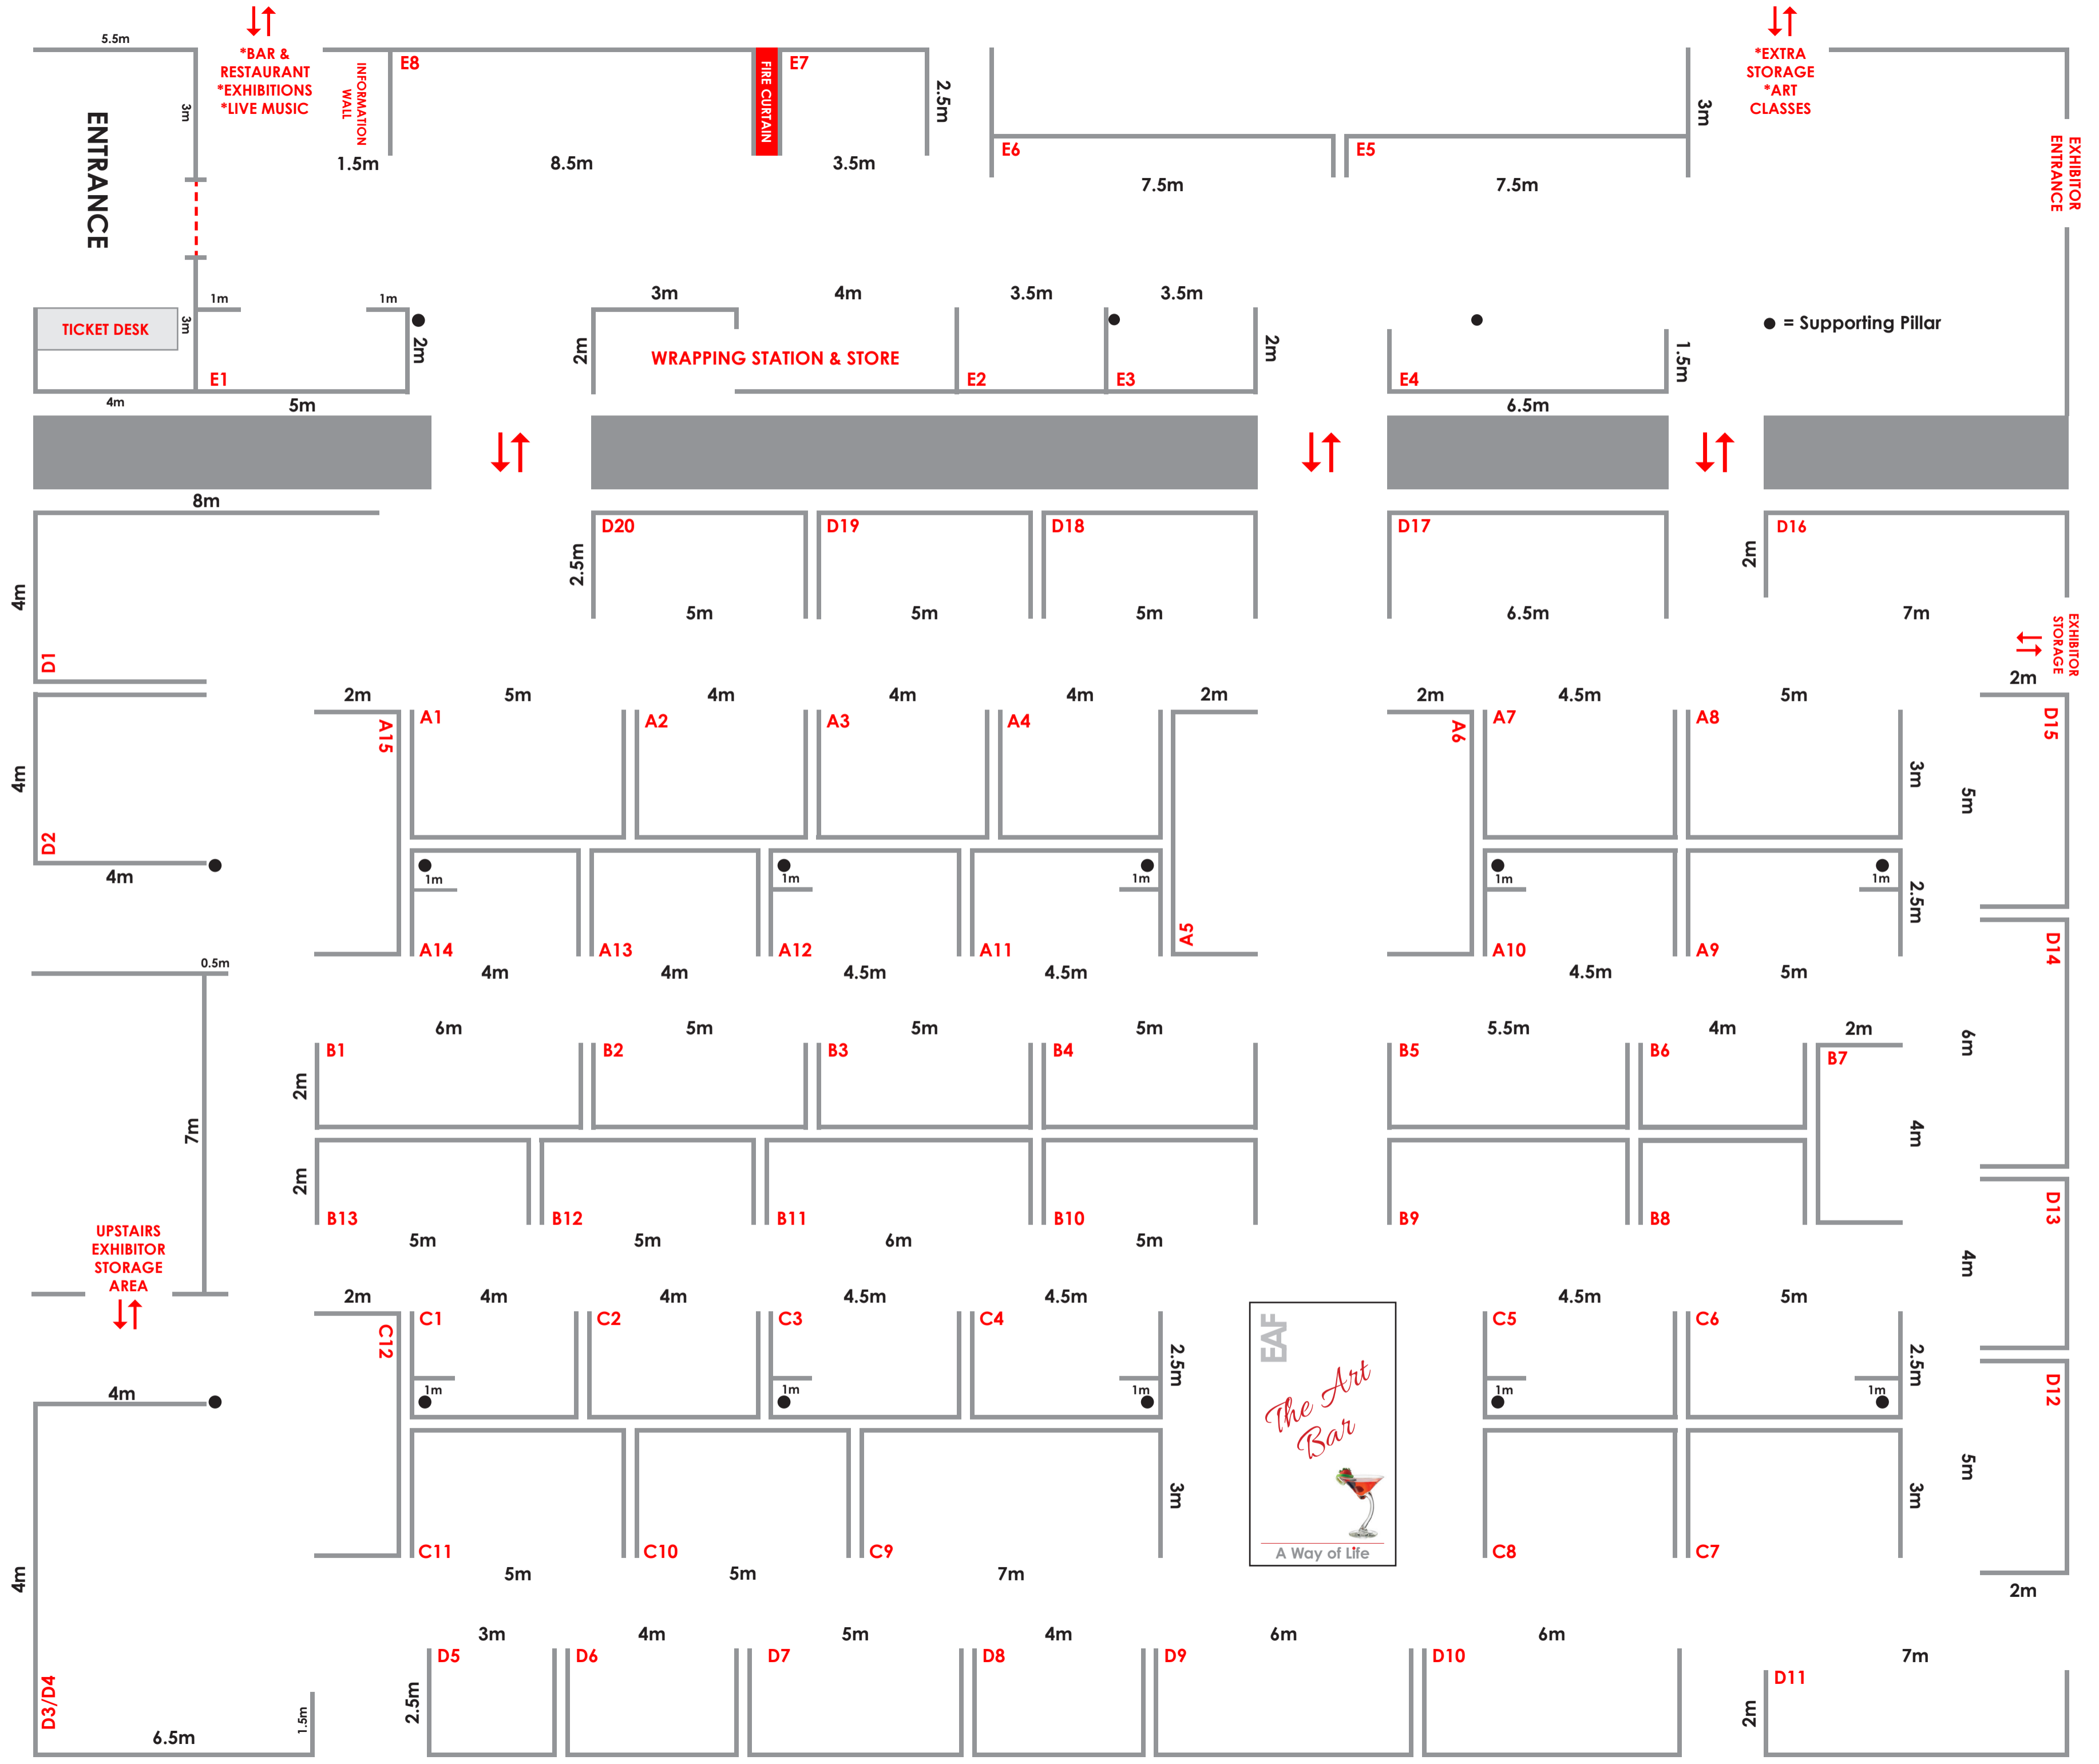 5.5m
*BAR &
RESTAURANT
*EXHIBITIONS
*LIVE MUSIC
INFORMATION
WALL
E8
FIRE CURTAIN
E7
2.5m
3m
*EXTRA
STORAGE
*ART
CLASSES
ENTRANCE
3m
1.5m
8.5m
3.5m
E6
7.5m
E5
7.5m
EXHIBITOR
ENTRANCE
1m
1m
3m
4m
3.5m
3.5m
TICKET DESK
3m
2m
2m
WRAPPING STATION & STORE
2m
1.5m
= Supporting Pillar
E1
E2
E3
E4
4m
5m
6.5m
8m
D20
D19
D18
D17
D16
4m
2.5m
2m
5m
5m
5m
6.5m
7m
EXHIBITOR
STORAGE
D1
2m
2m
5m
4m
4m
4m
2m
2m
4.5m
5m
A15
A1
A2
A3
A4
A6
A7
A8
D15
4m
3m
5m
D2
4m
1m
1m
1m
1m
1m
2.5m
A14
A13
A12
A11
A5
A10
A9
D14
0.5m
4m
4m
4.5m
4.5m
4.5m
5m
6m
5m
5m
5m
5.5m
4m
2m
6m
B1
B2
B3
B4
B5
B6
B7
2m
7m
4m
2m
B13
B12
B11
B10
B9
B8
D13
UPSTAIRS
EXHIBITOR
STORAGE
AREA
5m
5m
6m
5m
4m
2m
4m
4m
4.5m
4.5m
4.5m
5m
C12
C1
C2
C3
C4
EAF
C5
C6
2.5m
2.5m
D12
4m
1m
1m
1m
The Art
Bar
1m
1m
5m
3m
3m
C11
C10
C9
A Way of Life
C8
C7
4m
5m
5m
7m
2m
3m
4m
5m
4m
6m
6m
7m
D3/D4
D5
D6
D7
D8
D9
D10
D11
2.5m
1.5m
2m
6.5m